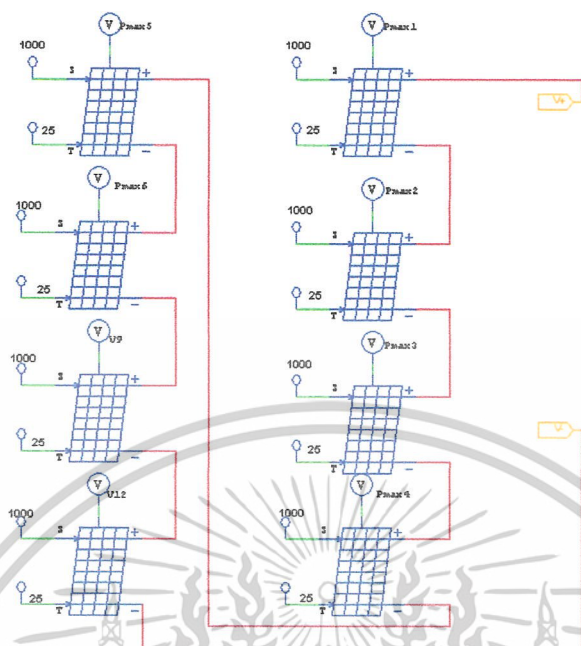 V Pmax 5
1000
S +
25
T −
V Pmax 6
1000
S +
25
T −
V U9
1000
S +
25
T −
V U12
1000
S +
25
T −
V Pmax 1
1000
S +
25
T −
V+
V Pmax 2
1000
S +
25
T −
V Pmax 3
1000
S +
25
T −
V-
V Pmax 4
1000
S +
25
T −